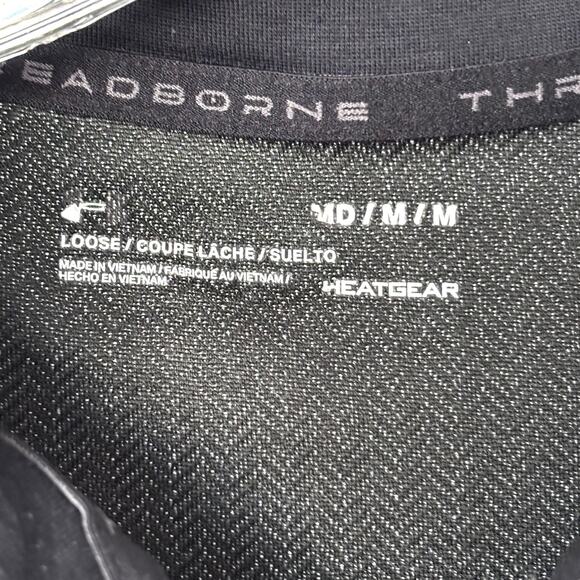 EADBORNE THR
MD / M / M
LOOSE / COUPE LÂCHE / SUELTO
MADE IN VIETNAM / FABRIQUÉ AU VIETNAM /
HECHO EN VIETNAM
HEATGEAR